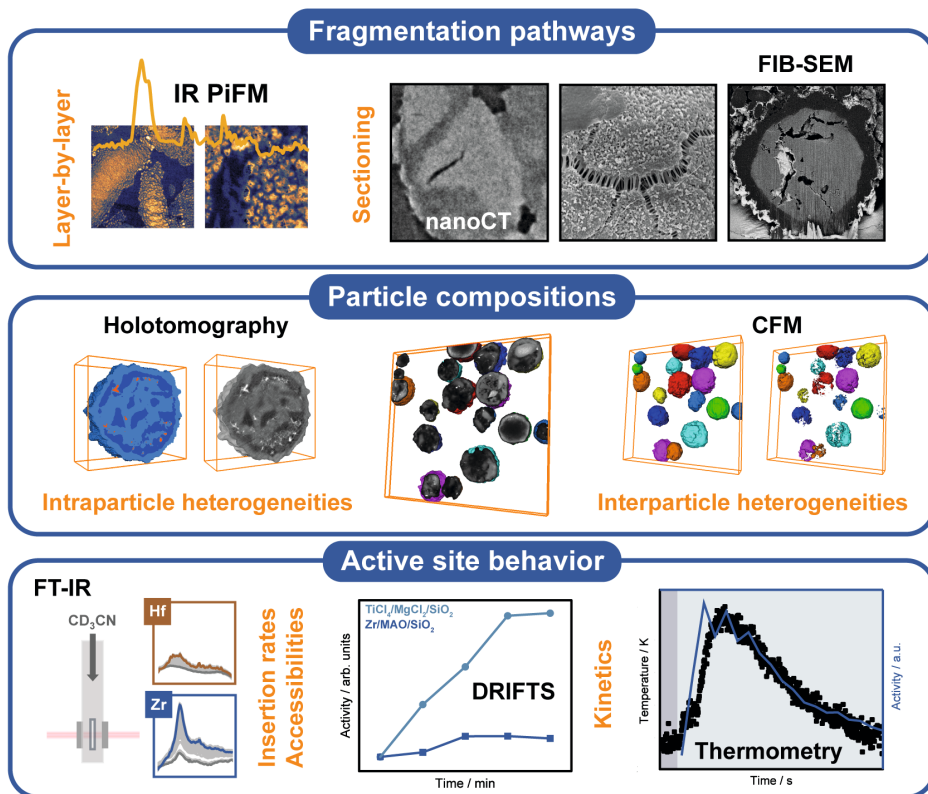 Fragmentation pathways
Layer-by-layer
IR PiFM
Sectioning
nanoCT
FIB-SEM
Particle compositions
Holotomography
CFM
Intraparticle heterogeneities
Interparticle heterogeneities
Active site behavior
FT-IR
CD₃CN
Hf
Zr
Insertion rates
Accessibilities
Activity / arb. units
TiCl₄/MgCl₂/SiO₂
Zr/MAO/SiO₂
DRIFTS
Time / min
Kinetics
Temperature / K
Thermometry
Activity / a.u.
Time / s